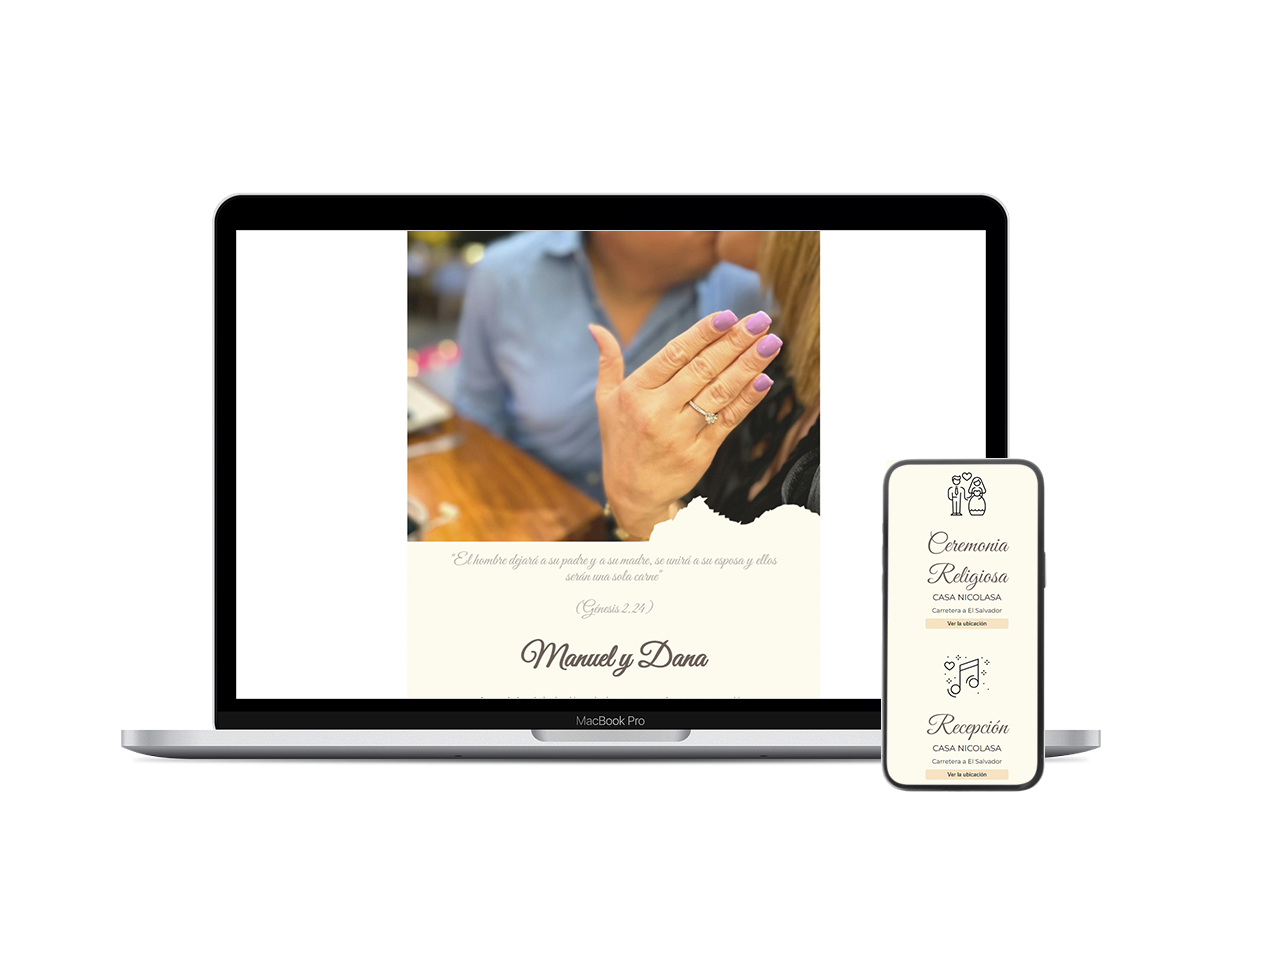 "El hombre dejará a su padre y a su madre, se unirá a su esposa y ellos
serán una sola carne"
(Génesis 2.24)
Manuel y Dana
MacBook Pro
Ceremonia
Religiosa
CASA NICOLASA
Carretera a El Salvador
Ver la ubicación
Recepción
CASA NICOLASA
Carretera a El Salvador
Ver la ubicación